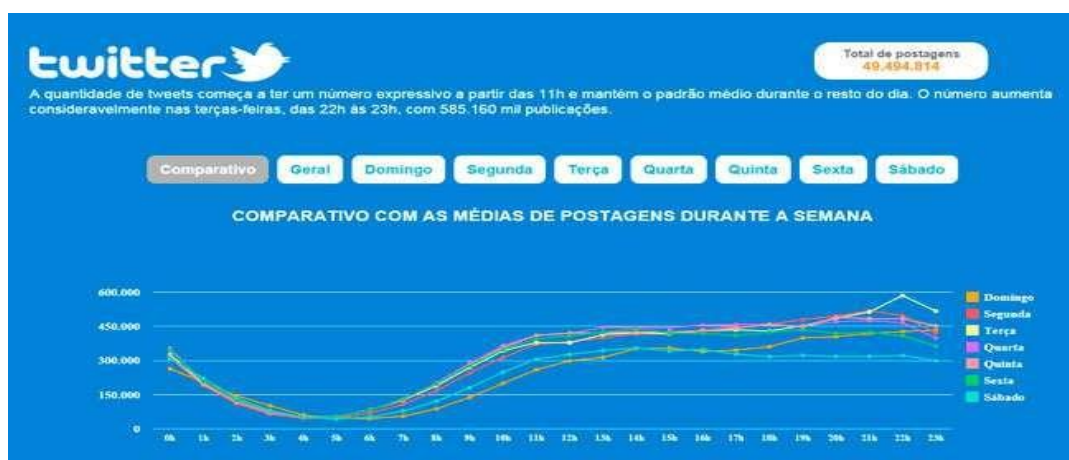 twitter
Total de postagens
49.494.814
A quantidade de tweets começa a ter um número expressivo a partir das 11h e mantém o padrão médio durante o resto do dia. O número aumenta
consideravelmente nas terças-feiras, das 22h às 23h, com 585.160 mil publicações.
Comparativo Geral Domingo Segunda Terça Quarta Quinta Sexta Sábado
COMPARATIVO COM AS MÉDIAS DE POSTAGENS DURANTE A SEMANA
600.000
450.000
300.000
150.000
0
Domingo
Segunda
Terça
Quarta
Quinta
Sexta
Sábado
0h 1h 2h 3h 4h 5h 6h 7h 8h 9h 10h 11h 12h 13h 14h 15h 16h 17h 18h 19h 20h 21h 22h 23h